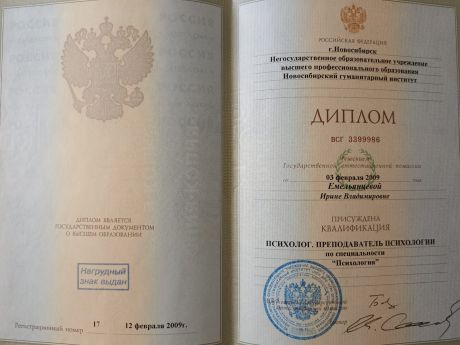 ДИПЛОМ ЯВЛЯЕТСЯ
ГОСУДАРСТВЕННЫМ ДОКУМЕНТОМ
О ВЫСШЕМ ОБРАЗОВАНИИ
Нагрудный
знак выдан
Регистрационный номер 17 12 февраля 2009г.
РОССИЙСКАЯ ФЕДЕРАЦИЯ
г.Новосибирск
Негосударственное образовательное учреждение
высшего профессионального образования
Новосибирский гуманитарный институт
ДИПЛОМ
ВСГ 3399986
Решением
Государственной аттестационной комиссии
от 03 февраля 2009
Емельянцевой
Ирине Владимировне
ПРИСУЖДЕНА
КВАЛИФИКАЦИЯ
ПСИХОЛОГ. ПРЕПОДАВАТЕЛЬ ПСИХОЛОГИИ
по специальности
"Психология"